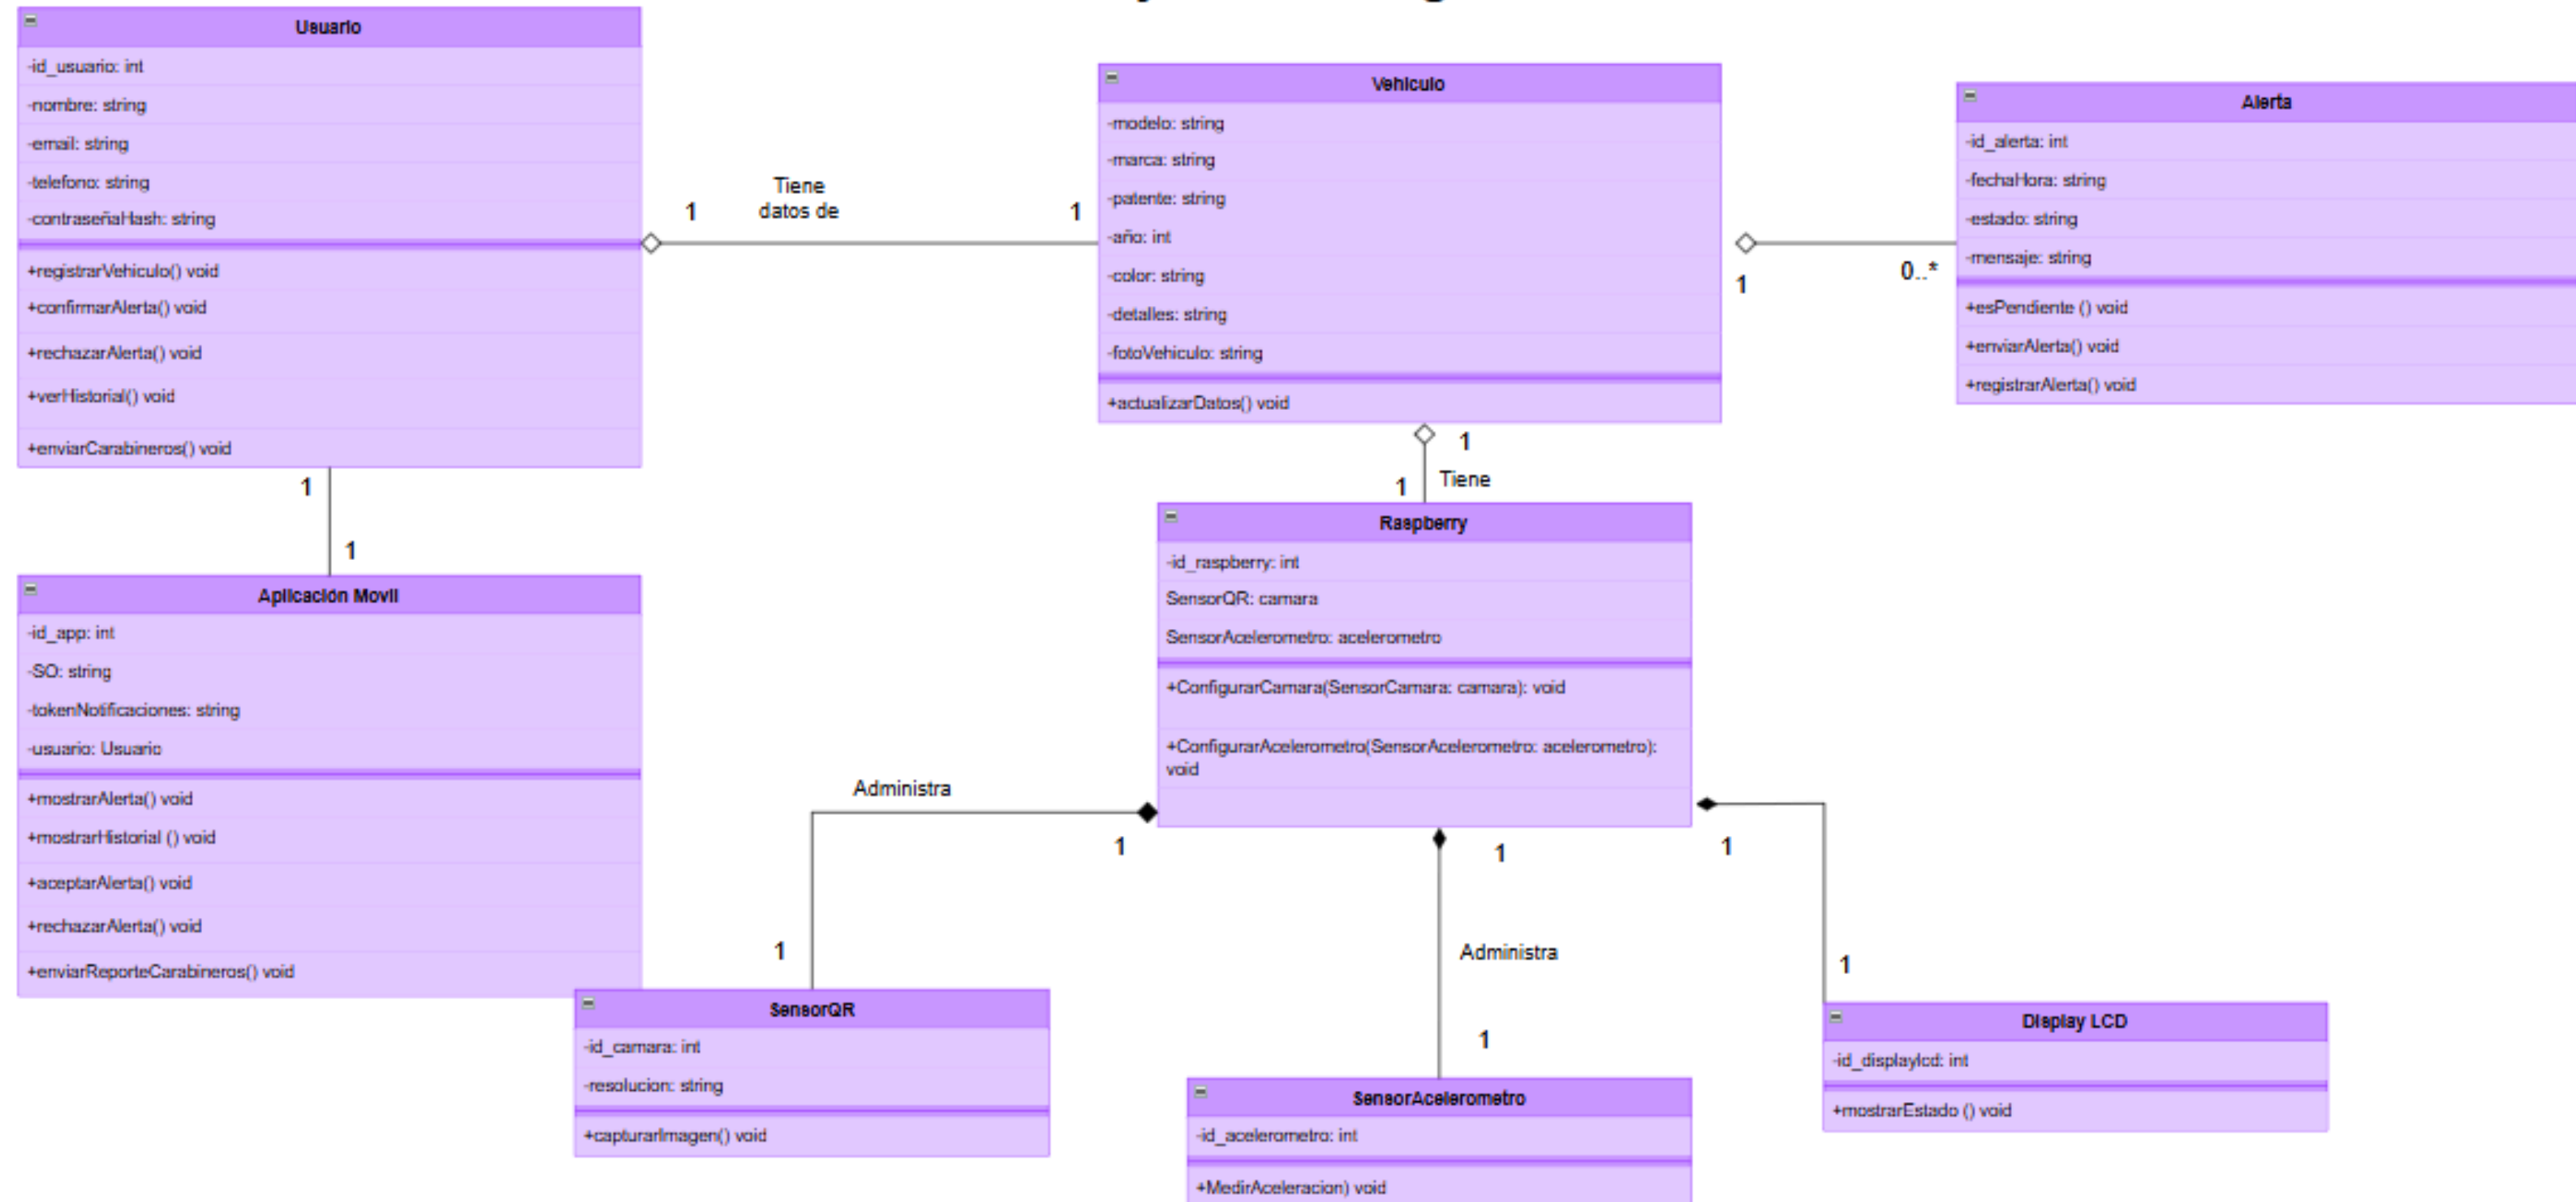 Usuario
-id_usuario: int
-nombre: string
-email: string
-telefono: string
-contraseñaHash: string
+registrarVehiculo() void
+confirmarAlerta() void
+rechazarAlerta() void
+verHistorial() void
+enviarCarabineros() void
1
Tiene
datos de
1
Vehiculo
-modelo: string
-marca: string
-patente: string
-año: int
-color: string
-detalles: string
-fotoVehiculo: string
+actualizarDatos() void
1
0..*
Alerta
-id_alerta: int
-fechaHora: string
-estado: string
-mensaje: string
+esPendiente () void
+enviarAlerta() void
+registrarAlerta() void
1
1
Aplicación Movil
-id_app: int
-SO: string
-tokenNotificaciones: string
-usuario: Usuario
+mostrarAlerta() void
+mostrarHistorial () void
+aceptarAlerta() void
+rechazarAlerta() void
+enviarReporteCarabineros() void
1
Tiene
1
Raspberry
-id_raspberry: int
SensorQR: camara
SensorAcelerometro: acelerometro
+ConfigurarCamara(SensorCamara: camara): void
+ConfigurarAcelerometro(SensorAcelerometro: acelerometro):
void
Administra
1
1
SensorQR
-id_camara: int
-resolucion: string
+capturarImagen() void
1
Administra
1
SensorAcelerometro
-id_acelerometro: int
+MedirAceleracion) void
1
1
Display LCD
-id_displaylcd: int
+mostrarEstado () void